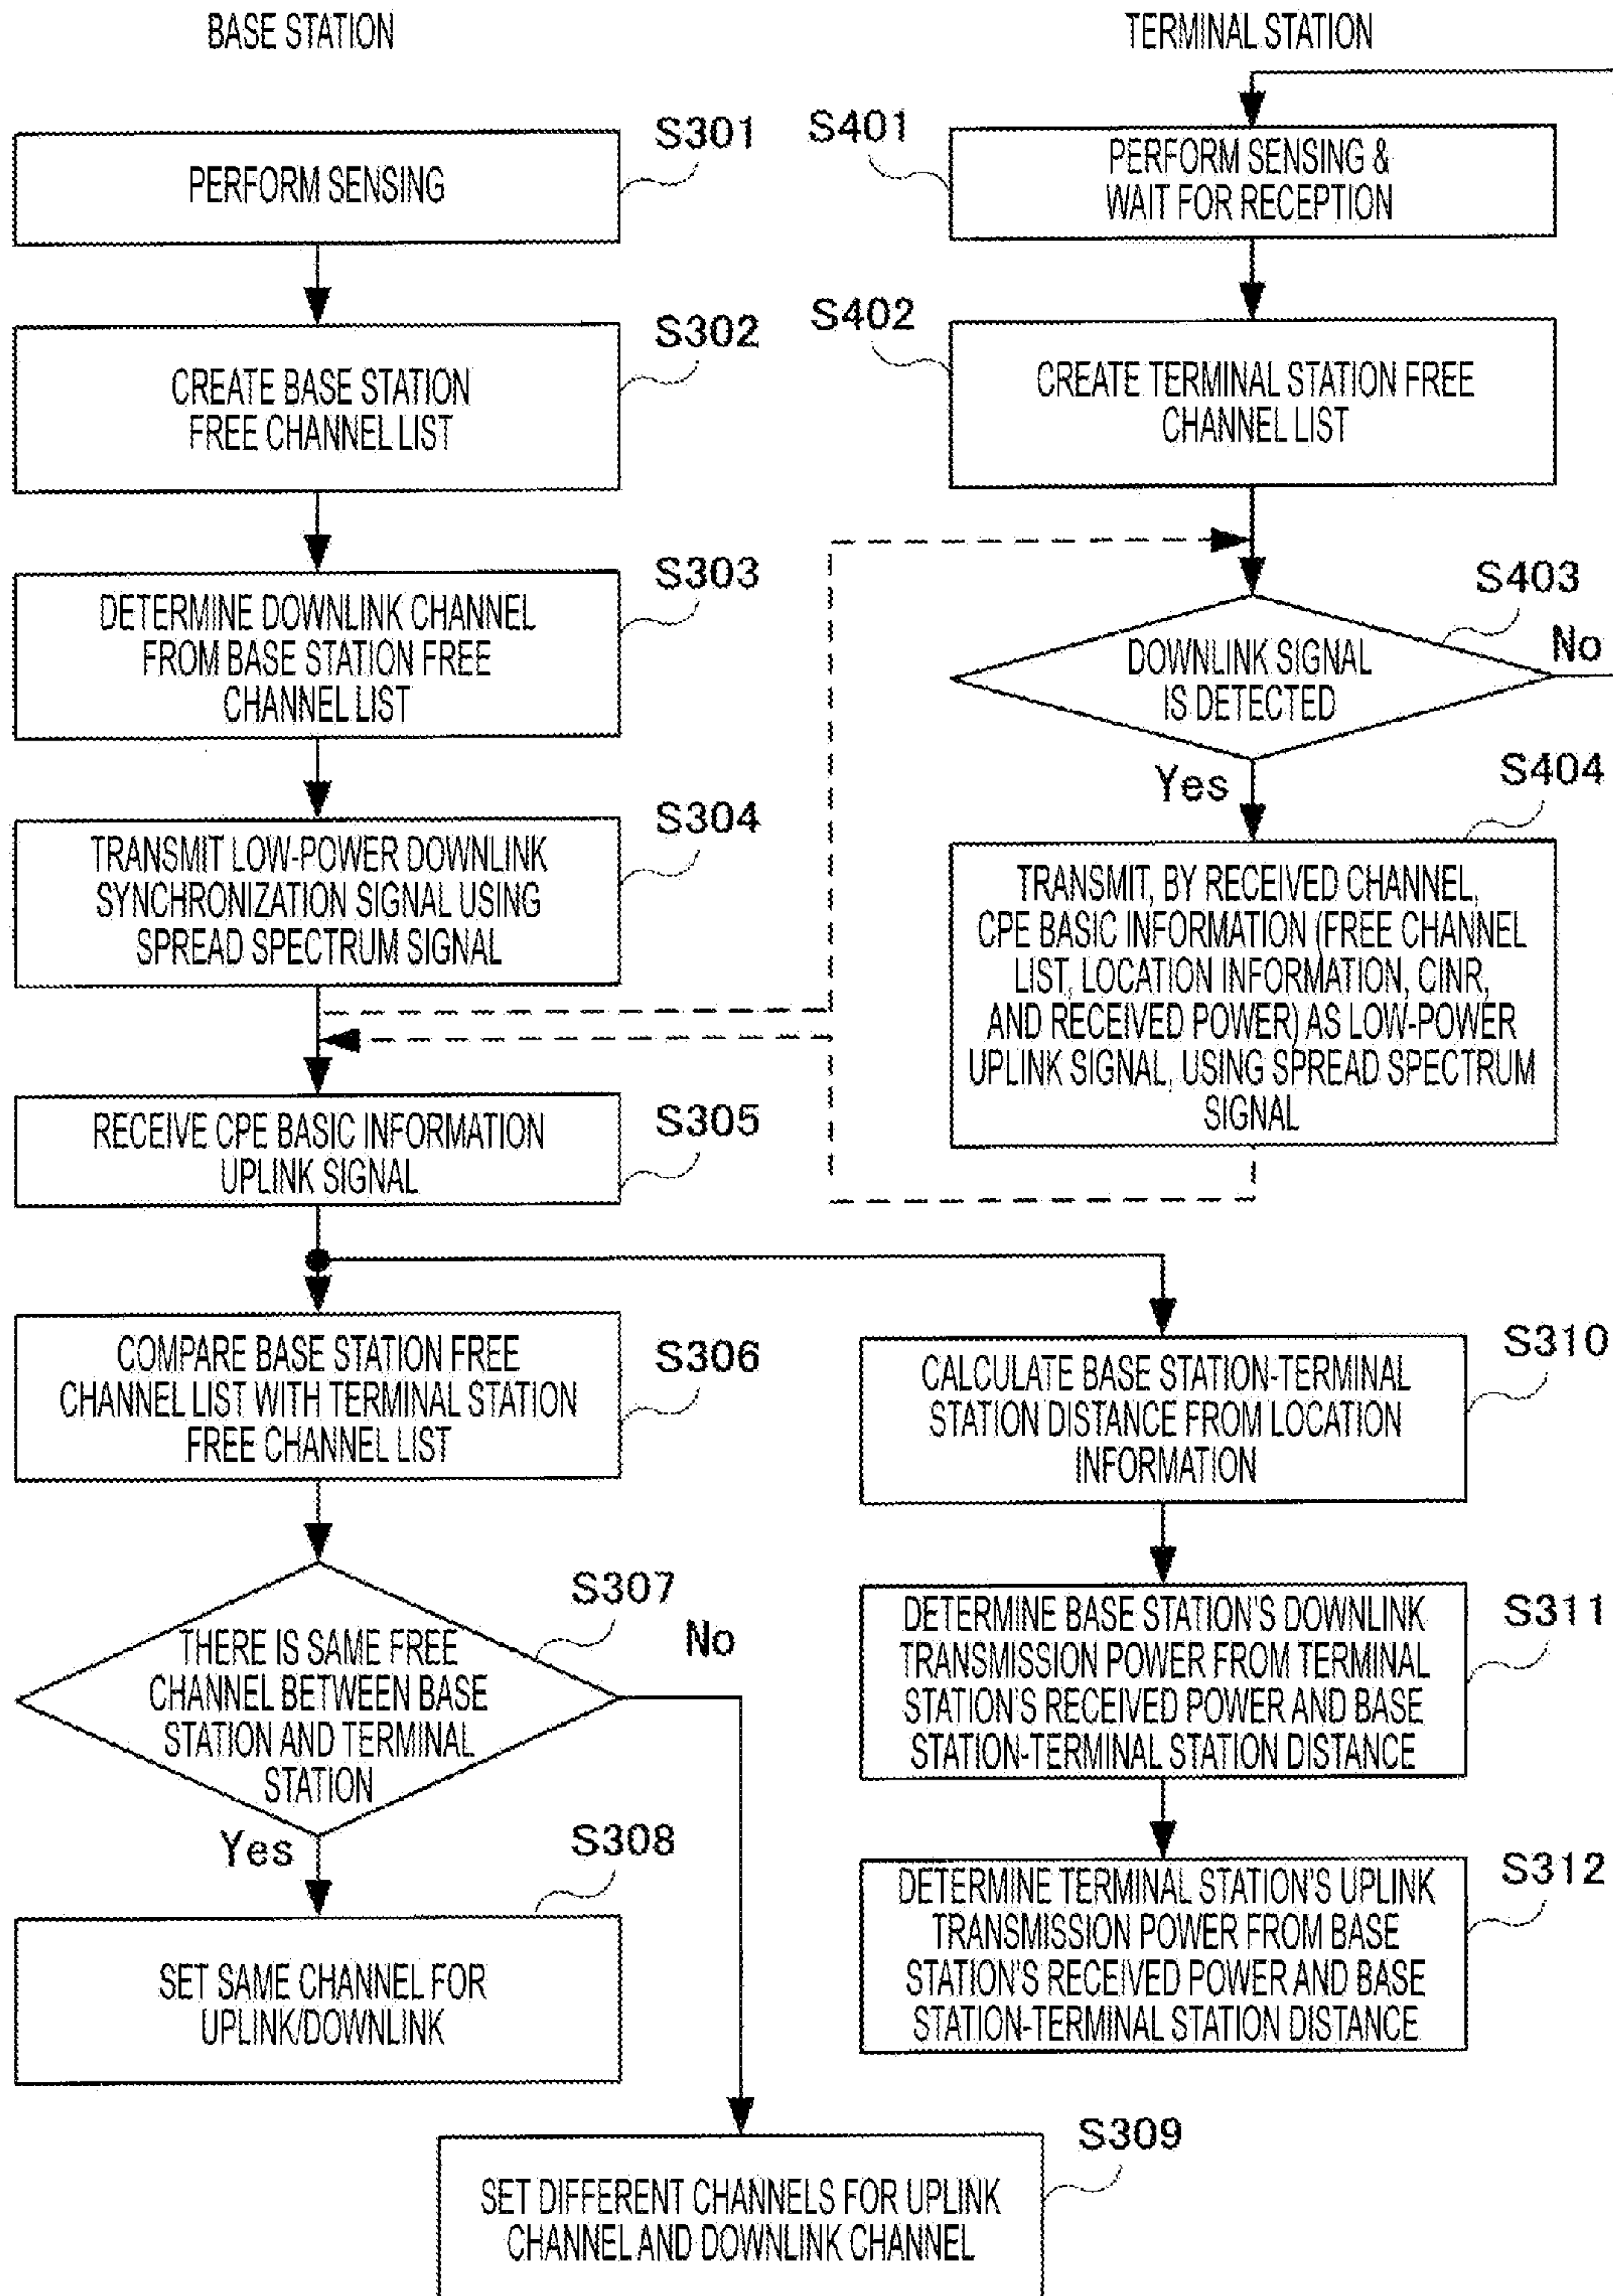 BASE STATION
TERMINAL STATION
S301
PERFORM SENSING
S401
PERFORM SENSING &
WAIT FOR RECEPTION
S302
CREATE BASE STATION
FREE CHANNEL LIST
S402
CREATE TERMINAL STATION FREE
CHANNEL LIST
S303
DETERMINE DOWNLINK CHANNEL
FROM BASE STATION FREE
CHANNEL LIST
S403
No
DOWNLINK SIGNAL
IS DETECTED
Yes
S304
TRANSMIT LOW-POWER DOWNLINK
SYNCHRONIZATION SIGNAL USING
SPREAD SPECTRUM SIGNAL
S404
TRANSMIT, BY RECEIVED CHANNEL,
CPE BASIC INFORMATION (FREE CHANNEL
LIST, LOCATION INFORMATION, CINR,
AND RECEIVED POWER) AS LOW-POWER
UPLINK SIGNAL, USING SPREAD SPECTRUM
SIGNAL
S305
RECEIVE CPE BASIC INFORMATION
UPLINK SIGNAL
S306
COMPARE BASE STATION FREE
CHANNEL LIST WITH TERMINAL STATION
FREE CHANNEL LIST
S310
CALCULATE BASE STATION-TERMINAL
STATION DISTANCE FROM LOCATION
INFORMATION
S307
No
THERE IS SAME FREE
CHANNEL BETWEEN BASE
STATION AND TERMINAL
STATION
Yes
S311
DETERMINE BASE STATION'S DOWNLINK
TRANSMISSION POWER FROM TERMINAL
STATION'S RECEIVED POWER AND BASE
STATION-TERMINAL STATION DISTANCE
S308
SET SAME CHANNEL FOR
UPLINK/DOWNLINK
S312
DETERMINE TERMINAL STATION'S UPLINK
TRANSMISSION POWER FROM BASE
STATION'S RECEIVED POWER AND BASE
STATION-TERMINAL STATION DISTANCE
S309
SET DIFFERENT CHANNELS FOR UPLINK
CHANNEL AND DOWNLINK CHANNEL